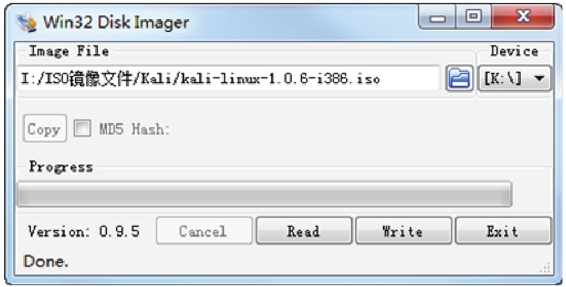 Win32 Disk Imager
Image File
Device
I:/ISO镜像文件/Kali/kali-linux-1.0.6-i386.iso
[K:\]
Copy
MD5 Hash:
Progress
Version: 0.9.5
Cancel
Read
Write
Exit
Done.